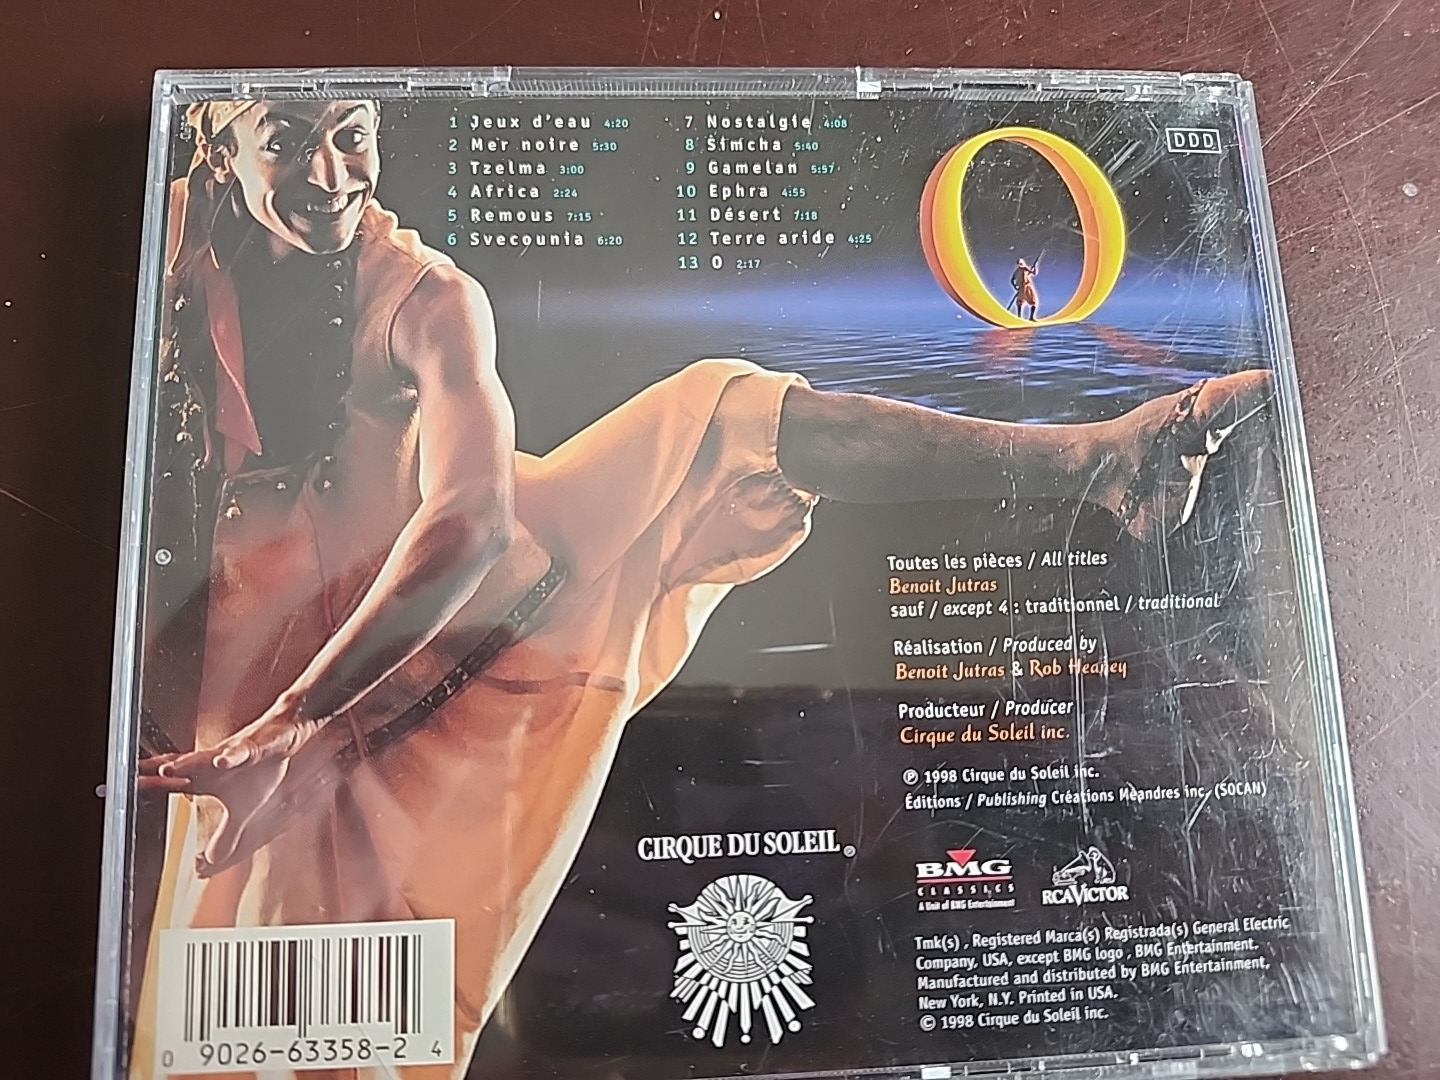 1 Jeux d'eau 4:20
2 Mer noire 5:30
3 Tzelma 3:00
4 Africa 2:24
5 Remous 7:15
6 Svecounia 6:20
7 Nostalgie 4:08
8 Simcha 5:40
9 Gamelan 5:57
10 Ephra 4:55
11 Désert 7:18
12 Terre aride 4:25
13 O 2:17
O
DDD
Toutes les pièces / All titles
Benoit Jutras
sauf / except 4 : traditionnel / traditional
Réalisation / Produced by
Benoit Jutras & Rob Heaney
Producteur / Producer
Cirque du Soleil inc.
℗ 1998 Cirque du Soleil inc.
Éditions / Publishing Créations Méandres inc. (SOCAN)
CIRQUE DU SOLEIL
BMG
CLASSICS
A Unit of BMG Entertainment
RCA VICTOR
Tmk(s) . Registered Marca(s) Registrada(s) General Electric
Company, USA, except BMG logo , BMG Entertainment.
Manufactured and distributed by BMG Entertainment,
New York, N.Y. Printed in USA.
© 1998 Cirque du Soleil inc.
0 9026-63358-2 4